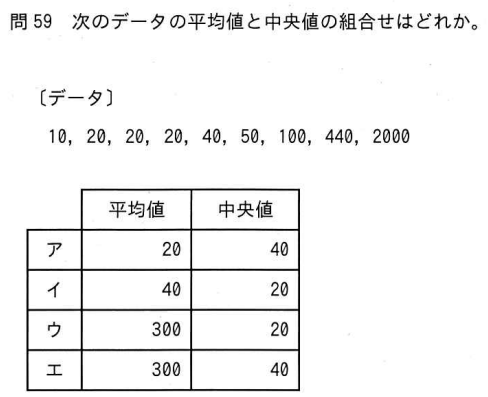 問59 次のデータの平均値と中央値の組合せはどれか。
〔データ〕
10, 20, 20, 20, 40, 50, 100, 440, 2000
平均値 中央値
ア 20 40
イ 40 20
ウ 300 20
エ 300 40